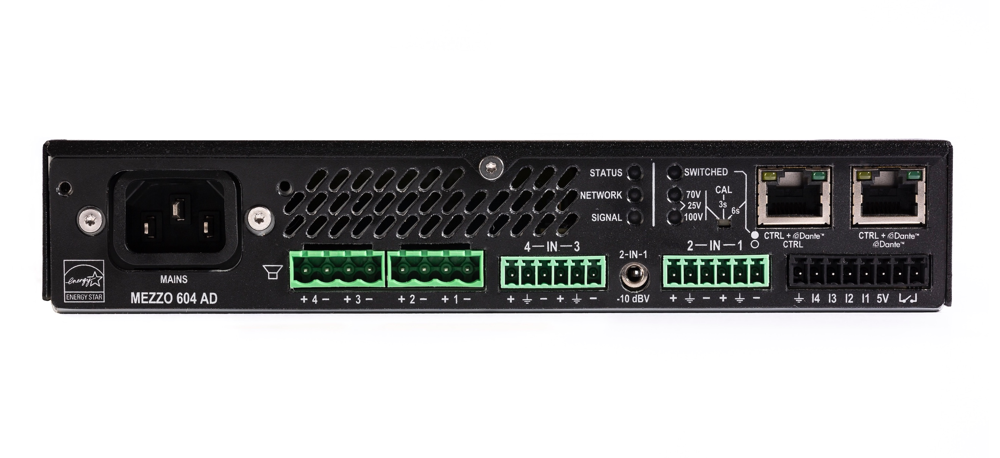 STATUS
NETWORK
SIGNAL
SWITCHED
70V
25V
100V
CAL
3s
6s
CTRL + Dante™
CTRL
CTRL + Dante™
Dante™
energy
ENERGY STAR
MAINS
MEZZO 604 AD
+ 4 − + 3 −
+ 2 − + 1 −
4—IN—3
+ ⏚ − + ⏚ −
2-IN-1
-10 dBV
2—IN—1
+ ⏚ − + ⏚ −
⏚ I4 I3 I2 I1 5V